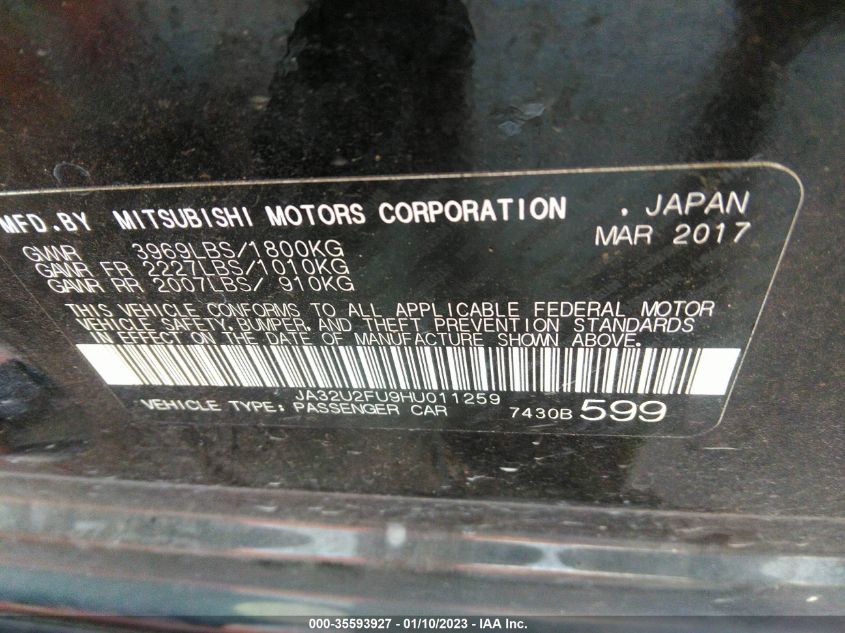 MFD.BY MITSUBISHI MOTORS CORPORATION , JAPAN
MAR 2017
GVWR 3969LBS/1800KG
GAWR FR 2227LBS/1010KG
GAWR RR 2007LBS/ 910KG
THIS VEHICLE CONFORMS TO ALL APPLICABLE FEDERAL MOTOR
VEHICLE SAFETY, BUMPER, AND THEFT PREVENTION STANDARDS
IN EFFECT ON THE DATE OF MANUFACTURE SHOWN ABOVE.
JA32U2FU9HU011259
VEHICLE TYPE: PASSENGER CAR 7430B 599
000-35593927 - 01/10/2023 - IAA Inc.